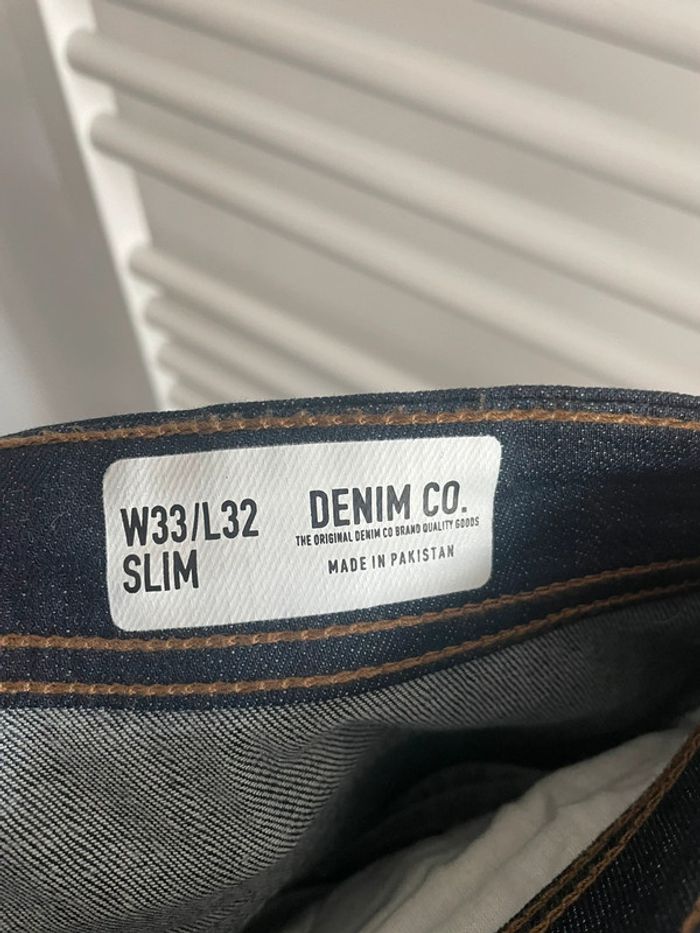 W33/L32
SLIM
DENIM CO.
THE ORIGINAL DENIM CO BRAND QUALITY GOODS
MADE IN PAKISTAN